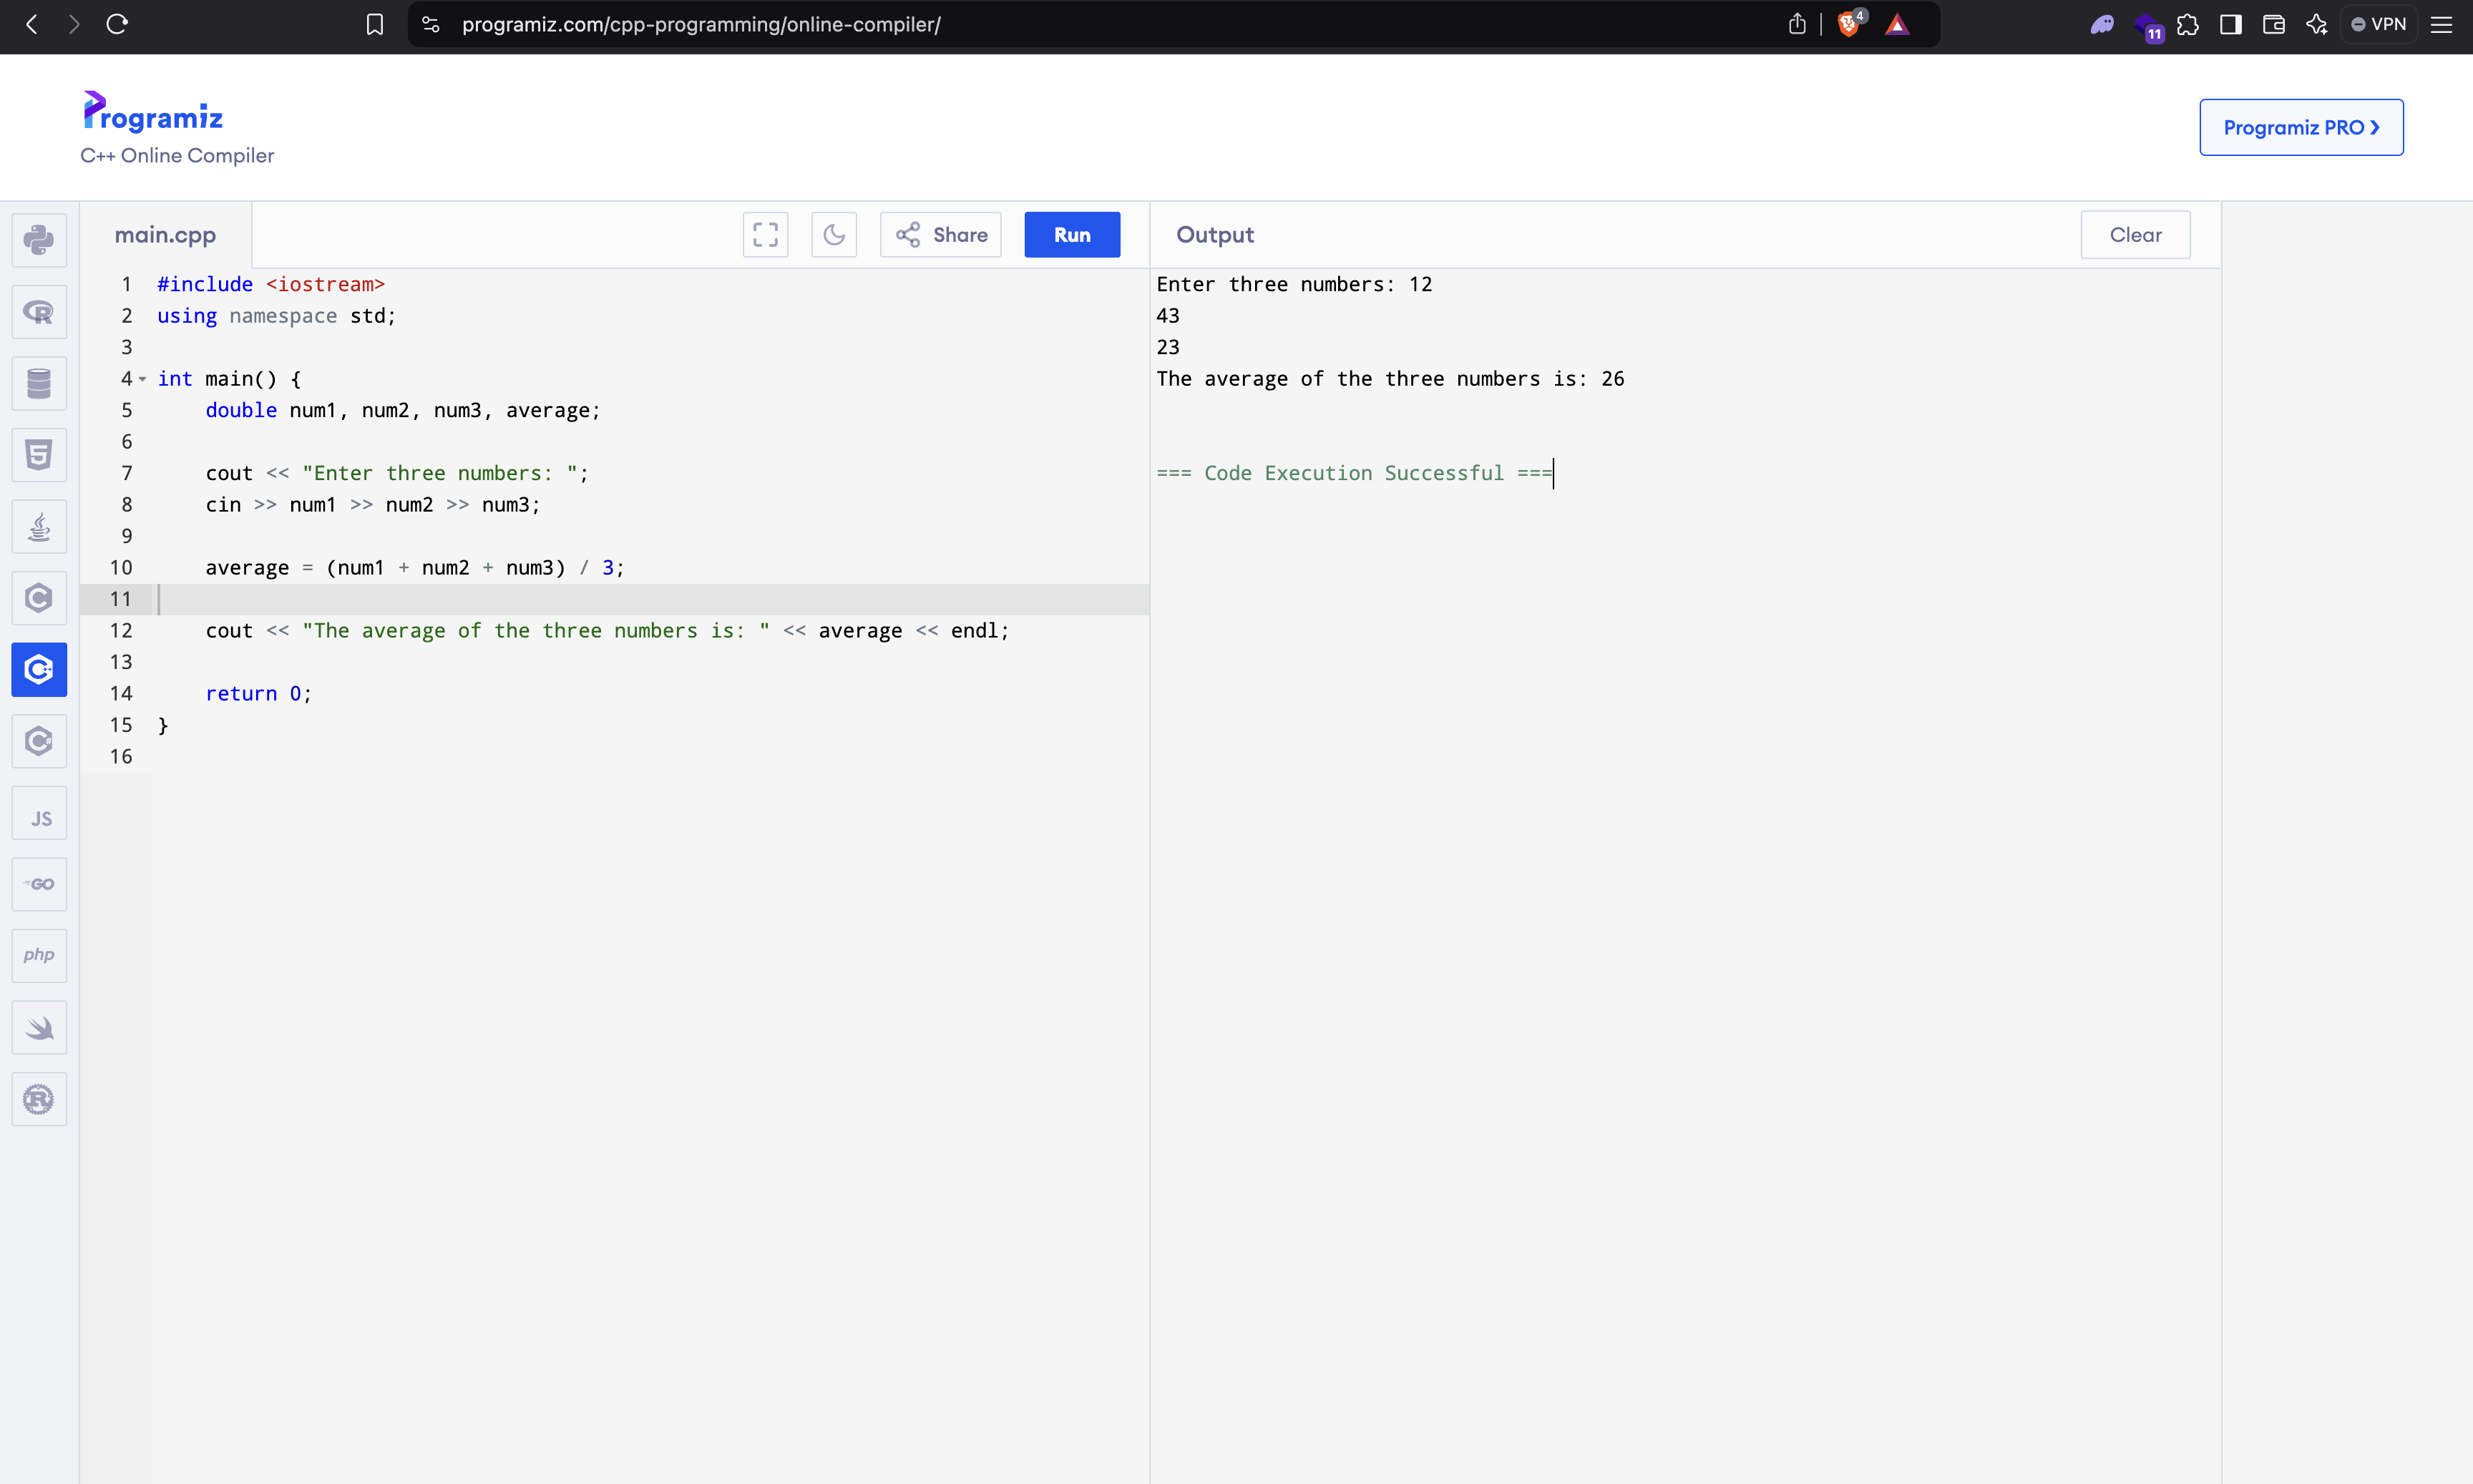 programiz.com/cpp-programming/online-compiler/
4
11
VPN
Programiz
C++ Online Compiler
Programiz PRO ❯
main.cpp
Share
Run
Output
Clear
1 #include <iostream>
2 using namespace std;
3
4 int main() {
5     double num1, num2, num3, average;
6
7     cout << "Enter three numbers: ";
8     cin >> num1 >> num2 >> num3;
9
10     average = (num1 + num2 + num3) / 3;
11
12     cout << "The average of the three numbers is: " << average << endl;
13
14     return 0;
15 }
16
Enter three numbers: 12
43
23
The average of the three numbers is: 26
=== Code Execution Successful ===
R
5
C
C++
C#
JS
GO
php
R